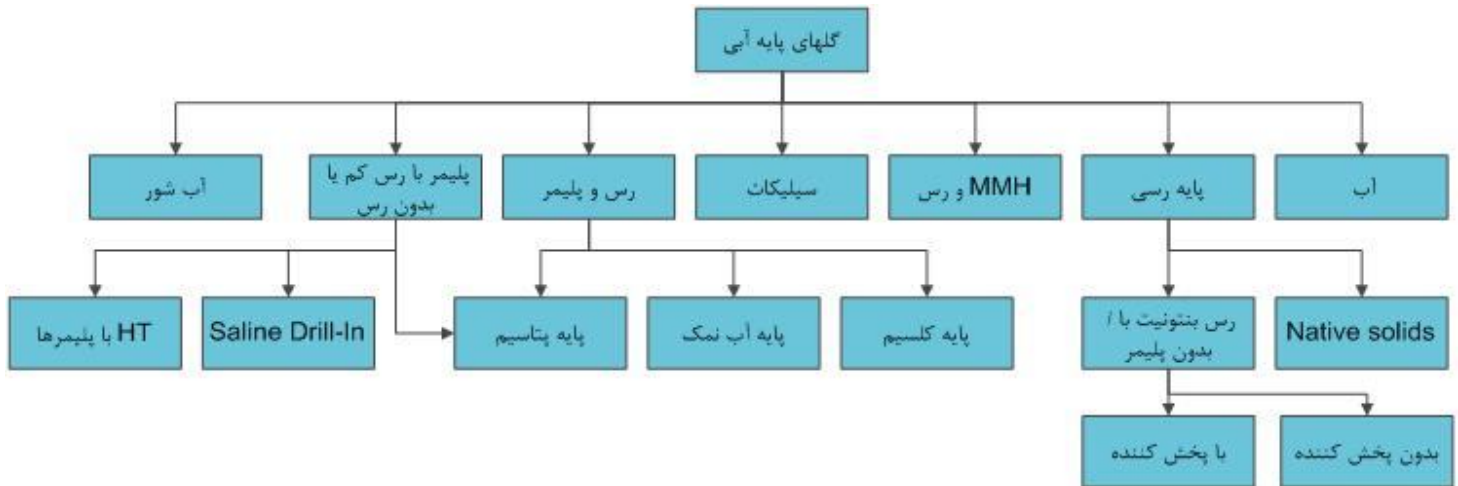 گلهای پایه آبی
آب
پایه رسی
MMH و رس
سیلیکات
رس و پلیمر
پلیمر با رس کم یا
بدون رس
آب شور
Native solids
رس بنتونیت با /
بدون پلیمر
پایه کلسیم
پایه آب نمک
پایه پتاسیم
Saline Drill-In
HT با پلیمرها
بدون پخش کننده
با پخش کننده